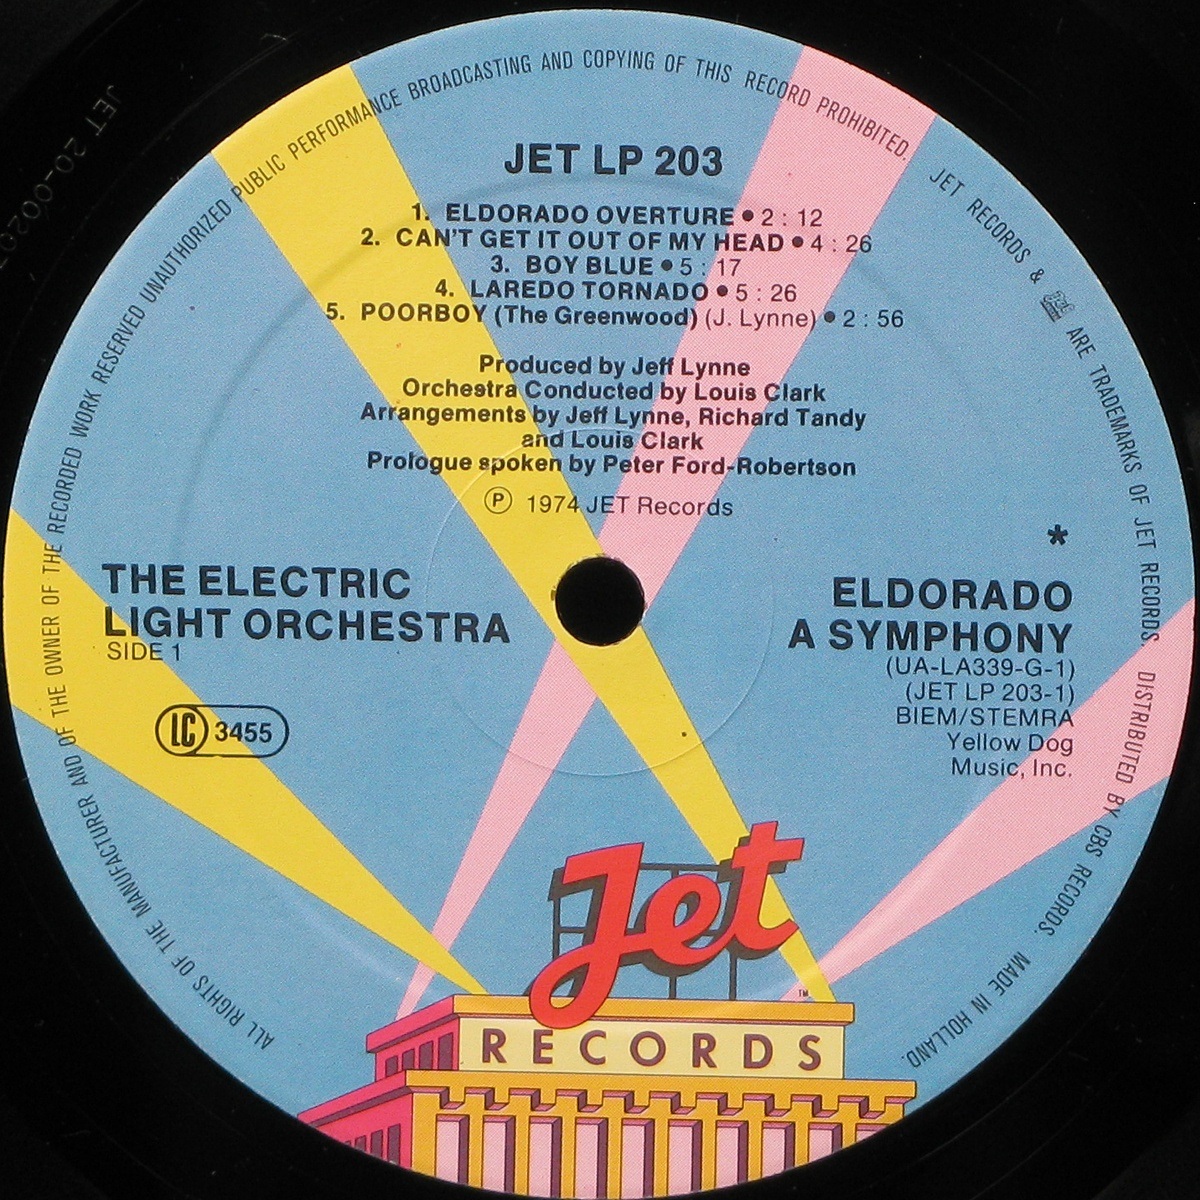 ALL RIGHTS OF THE MANUFACTURER AND OF THE OWNER OF THE RECORDED WORK RESERVED UNAUTHORIZED PUBLIC PERFORMANCE BROADCASTING AND COPYING OF THIS RECORD PROHIBITED.
JET RECORDS & ARE TRADEMARKS OF JET RECORDS. DISTRIBUTED BY CBS RECORDS. MADE IN HOLLAND.
JET LP 203
1. ELDORADO OVERTURE • 2 : 12
2. CAN'T GET IT OUT OF MY HEAD • 4 : 26
3. BOY BLUE • 5 : 17
4. LAREDO TORNADO • 5 : 26
5. POORBOY (The Greenwood) (J. Lynne) • 2 : 56
Produced by Jeff Lynne
Orchestra Conducted by Louis Clark
Arrangements by Jeff Lynne, Richard Tandy
and Louis Clark
Prologue spoken by Peter Ford-Robertson
Ⓟ 1974 JET Records
THE ELECTRIC
LIGHT ORCHESTRA
SIDE 1
LC 3455
*
ELDORADO
A SYMPHONY
(UA-LA339-G-1)
(JET LP 203-1)
BIEM/STEMRA
Yellow Dog
Music, Inc.
Jet
TM
RECORDS